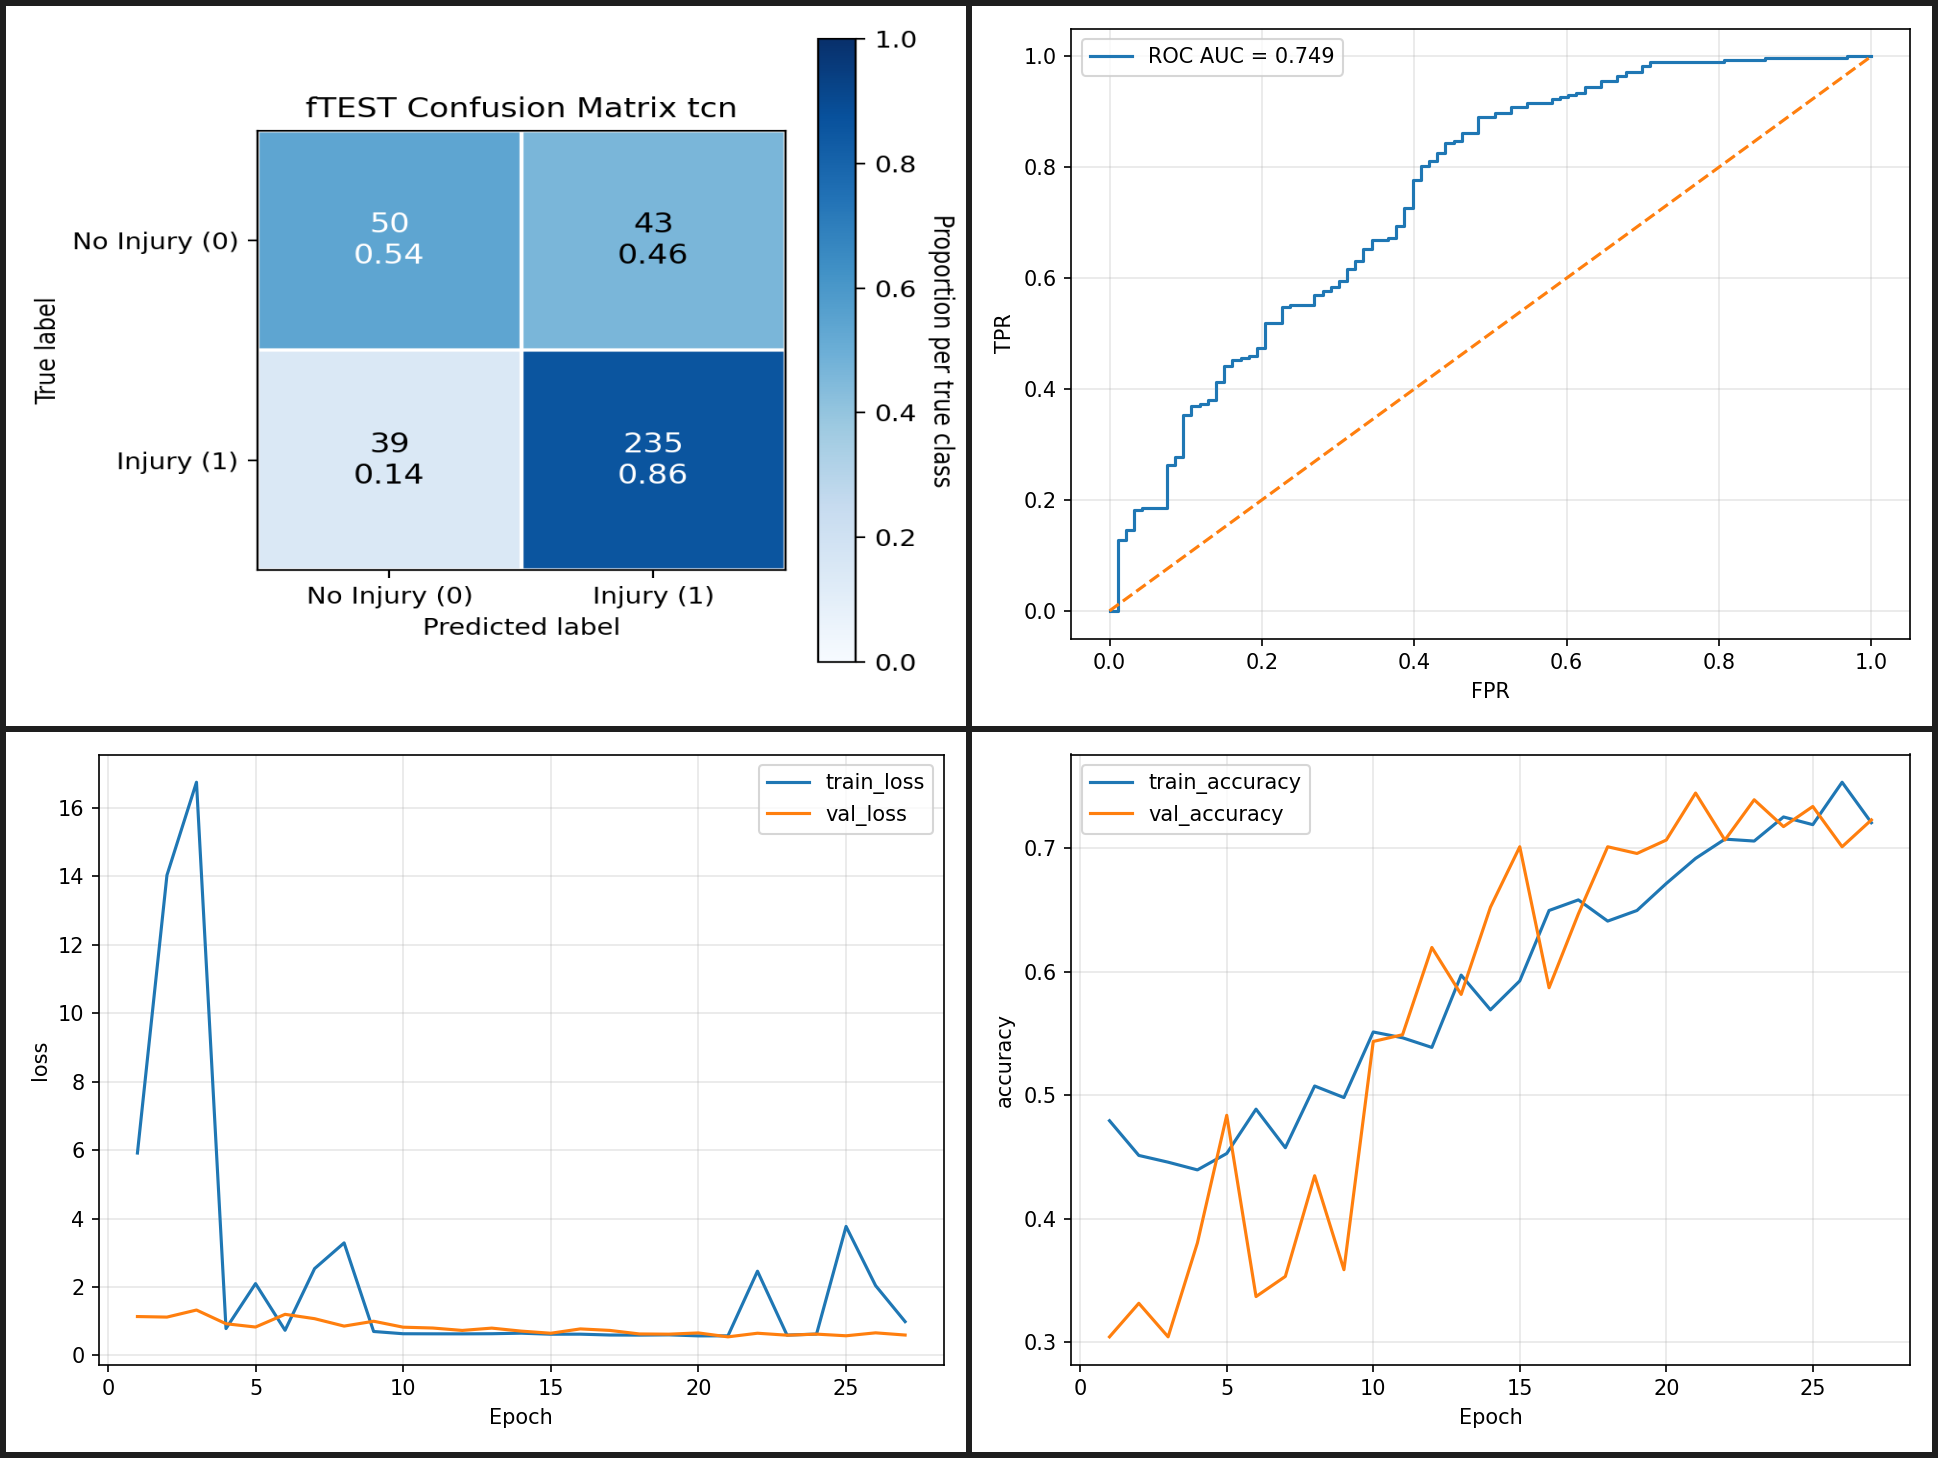 fTEST Confusion Matrix tcn
True label
No Injury (0)
Injury (1)
50
0.54
43
0.46
39
0.14
235
0.86
No Injury (0)
Injury (1)
Predicted label
1.0
0.8
0.6
0.4
0.2
0.0
Proportion per true class
ROC AUC = 0.749
TPR
1.0
0.8
0.6
0.4
0.2
0.0
0.0 0.2 0.4 0.6 0.8 1.0
FPR
train_loss
val_loss
loss
16
14
12
10
8
6
4
2
0
0 5 10 15 20 25
Epoch
train_accuracy
val_accuracy
accuracy
0.7
0.6
0.5
0.4
0.3
0 5 10 15 20 25
Epoch